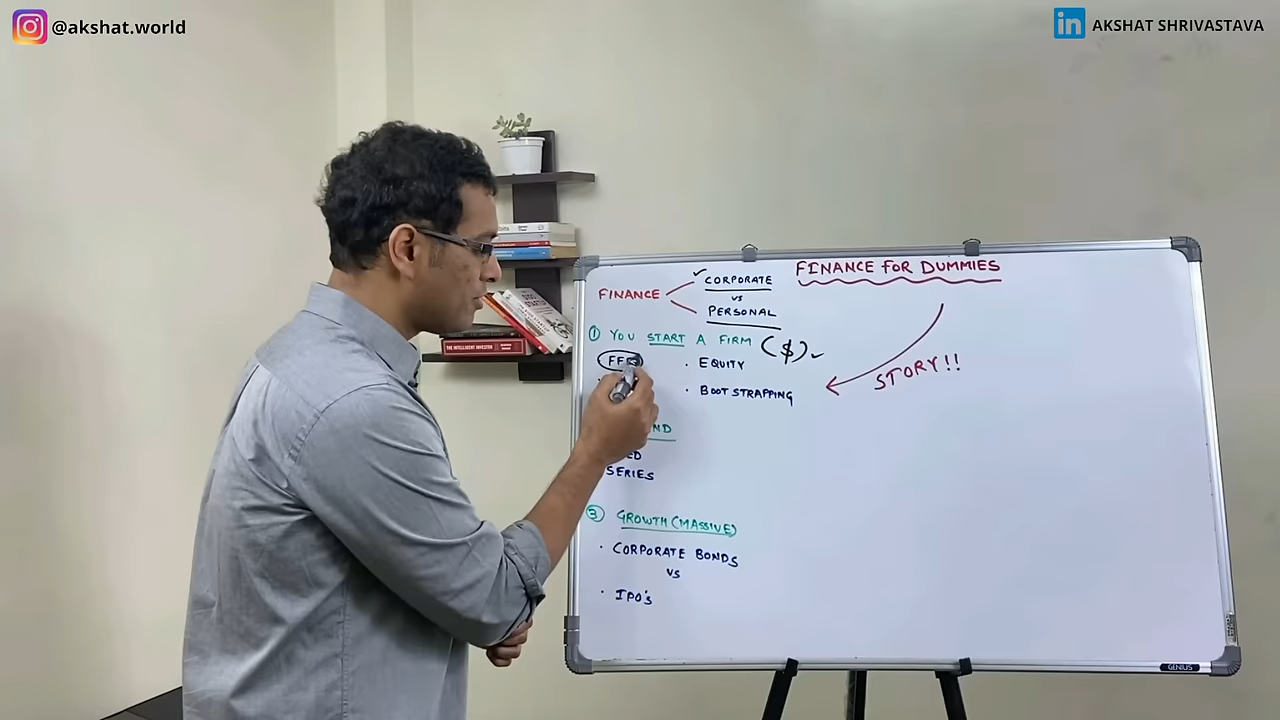 @akshat.world
in AKSHAT SHRIVASTAVA
FINANCE FOR DUMMIES
FINANCE
CORPORATE
VS
PERSONAL
① YOU START A FIRM ($)
· EQUITY
· BOOT STRAPPING
STORY!!
SERIES
③ GROWTH (MASSIVE)
· CORPORATE BONDS
VS
· IPO's
THE INTELLIGENT INVESTOR
GENIUS